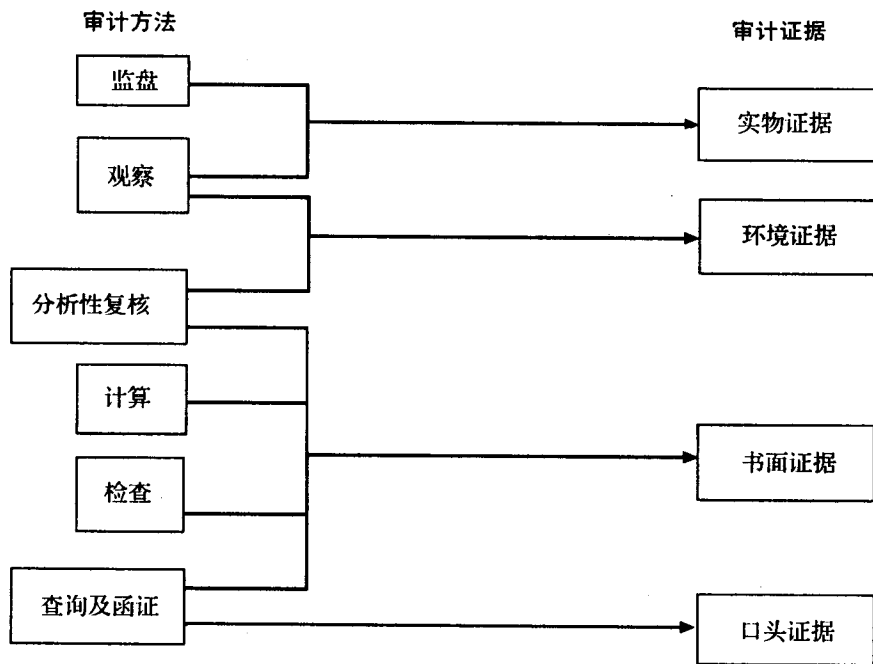 审计方法
监盘
观察
分析性复核
计算
检查
查询及函证
审计证据
实物证据
环境证据
书面证据
口头证据